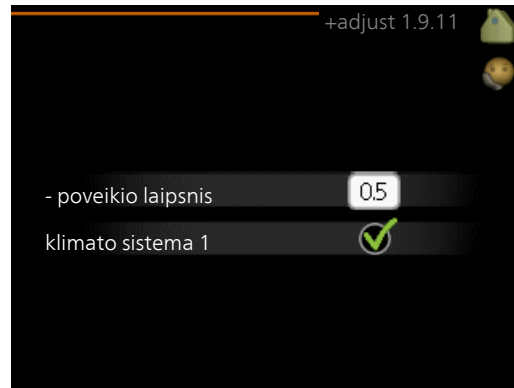 +adjust 1.9.11
- poveikio laipsnis 0.5
klimato sistema 1